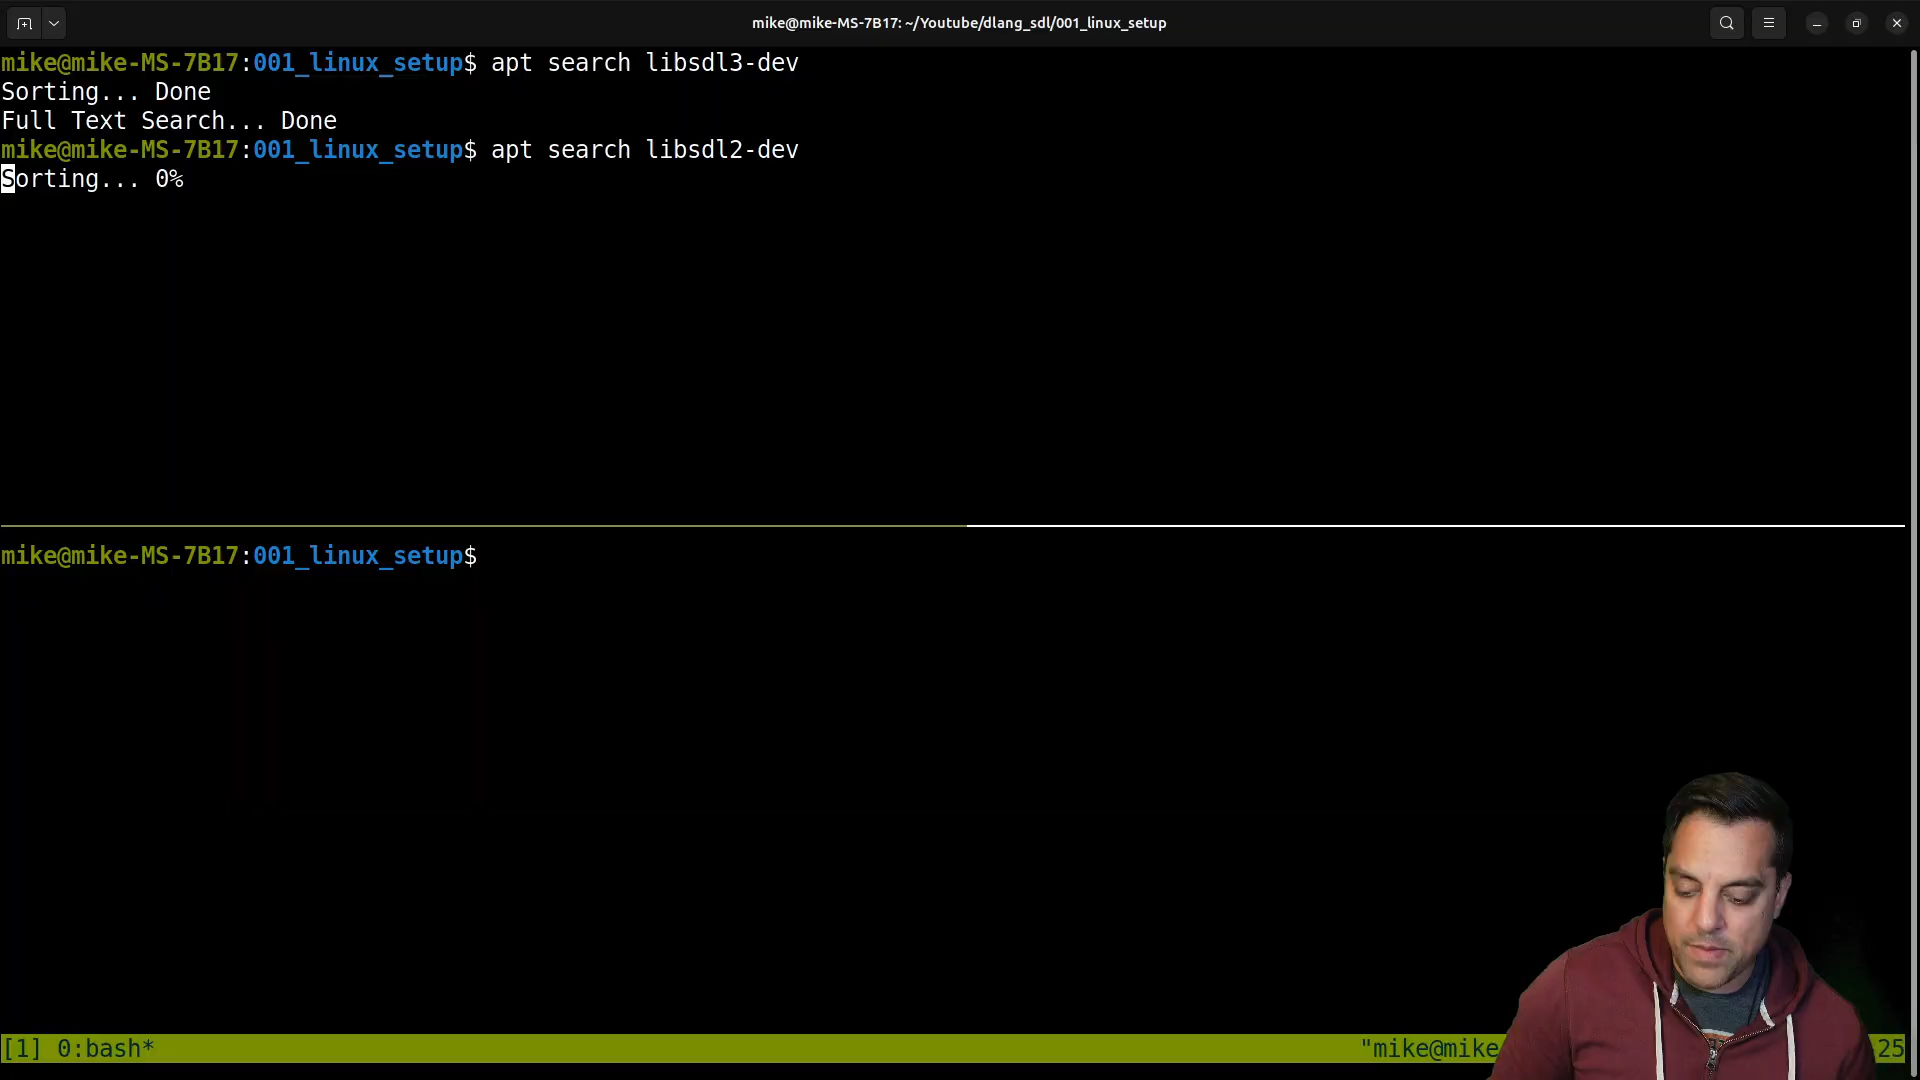 mike@mike-MS-7B17: ~/Youtube/dlang_sdl/001_linux_setup
mike@mike-MS-7B17:001_linux_setup$ apt search libsdl3-dev
Sorting... Done
Full Text Search... Done
mike@mike-MS-7B17:001_linux_setup$ apt search libsdl2-dev
Sorting... 0%
mike@mike-MS-7B17:001_linux_setup$
[1] 0:bash* "mike@mike 25